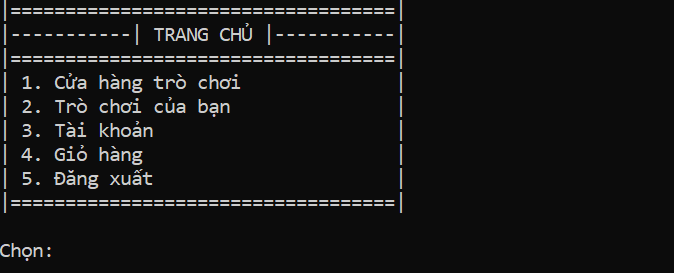 |===================================|
|-----------| TRANG CHỦ |-----------|
|===================================|
| 1. Cửa hàng trò chơi              |
| 2. Trò chơi của bạn               |
| 3. Tài khoản                      |
| 4. Giỏ hàng                       |
| 5. Đăng xuất                      |
|===================================|
Chọn: